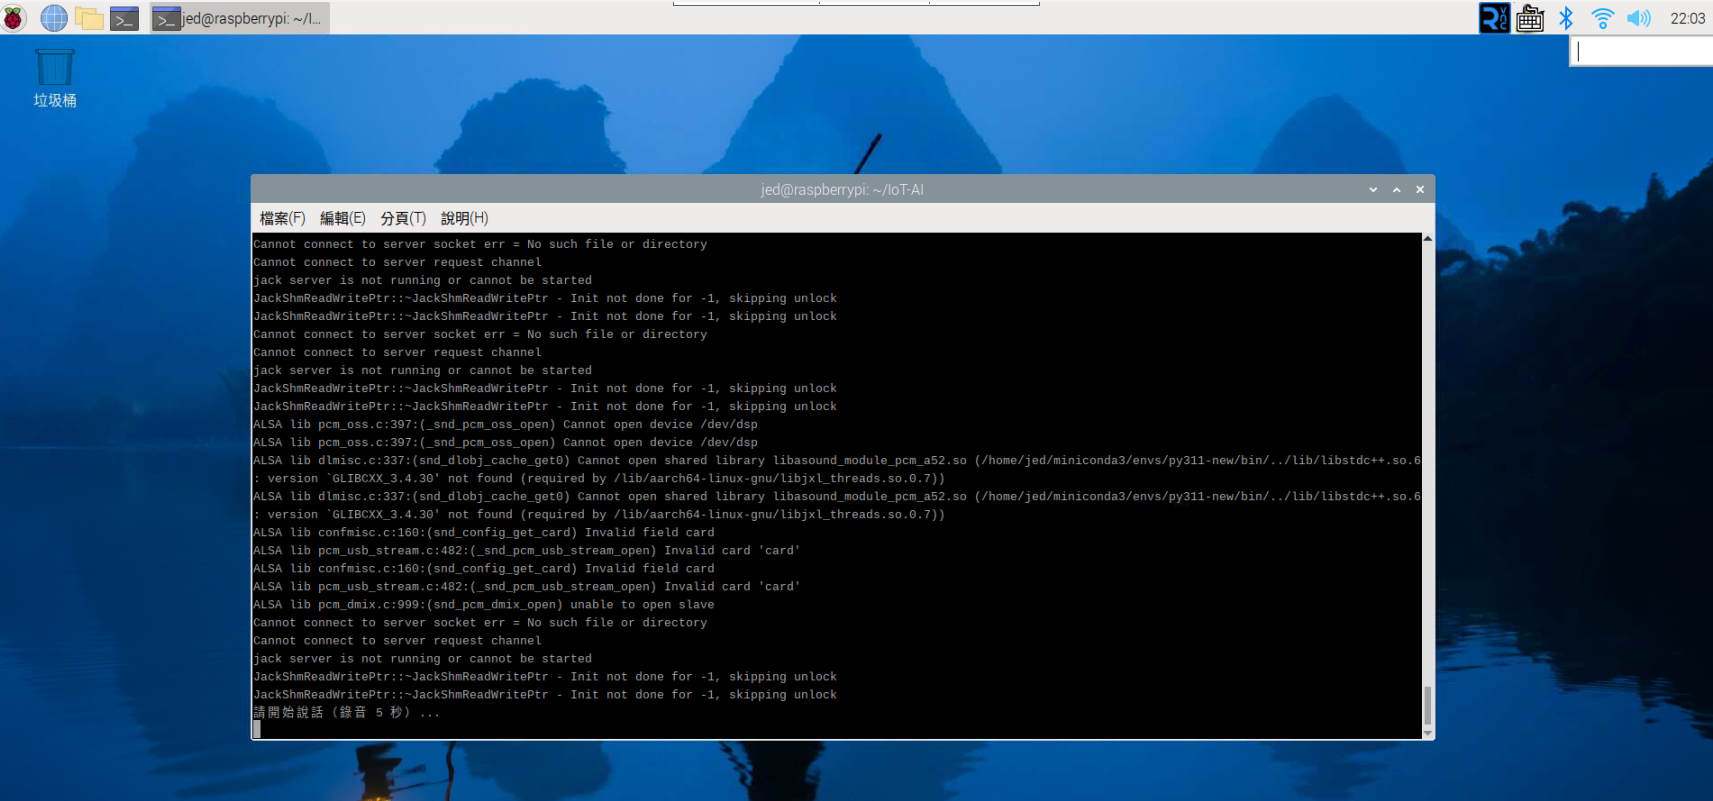 jed@raspberrypi: ~/I...
22:03
垃圾桶
jed@raspberrypi: ~/IoT-AI
檔案(F) 編輯(E) 分頁(T) 說明(H)
Cannot connect to server socket err = No such file or directory
Cannot connect to server request channel
jack server is not running or cannot be started
JackShmReadWritePtr::~JackShmReadWritePtr - Init not done for -1, skipping unlock
JackShmReadWritePtr::~JackShmReadWritePtr - Init not done for -1, skipping unlock
Cannot connect to server socket err = No such file or directory
Cannot connect to server request channel
jack server is not running or cannot be started
JackShmReadWritePtr::~JackShmReadWritePtr - Init not done for -1, skipping unlock
JackShmReadWritePtr::~JackShmReadWritePtr - Init not done for -1, skipping unlock
ALSA lib pcm_oss.c:397:(_snd_pcm_oss_open) Cannot open device /dev/dsp
ALSA lib pcm_oss.c:397:(_snd_pcm_oss_open) Cannot open device /dev/dsp
ALSA lib dlmisc.c:337:(snd_dlobj_cache_get0) Cannot open shared library libasound_module_pcm_a52.so (/home/jed/miniconda3/envs/py311-new/bin/../lib/libstdc++.so.6
: version `GLIBCXX_3.4.30' not found (required by /lib/aarch64-linux-gnu/libjxl_threads.so.0.7))
ALSA lib dlmisc.c:337:(snd_dlobj_cache_get0) Cannot open shared library libasound_module_pcm_a52.so (/home/jed/miniconda3/envs/py311-new/bin/../lib/libstdc++.so.6
: version `GLIBCXX_3.4.30' not found (required by /lib/aarch64-linux-gnu/libjxl_threads.so.0.7))
ALSA lib confmisc.c:160:(snd_config_get_card) Invalid field card
ALSA lib pcm_usb_stream.c:482:(_snd_pcm_usb_stream_open) Invalid card 'card'
ALSA lib confmisc.c:160:(snd_config_get_card) Invalid field card
ALSA lib pcm_usb_stream.c:482:(_snd_pcm_usb_stream_open) Invalid card 'card'
ALSA lib pcm_dmix.c:999:(snd_pcm_dmix_open) unable to open slave
Cannot connect to server socket err = No such file or directory
Cannot connect to server request channel
jack server is not running or cannot be started
JackShmReadWritePtr::~JackShmReadWritePtr - Init not done for -1, skipping unlock
JackShmReadWritePtr::~JackShmReadWritePtr - Init not done for -1, skipping unlock
請開始說話（錄音 5 秒）...